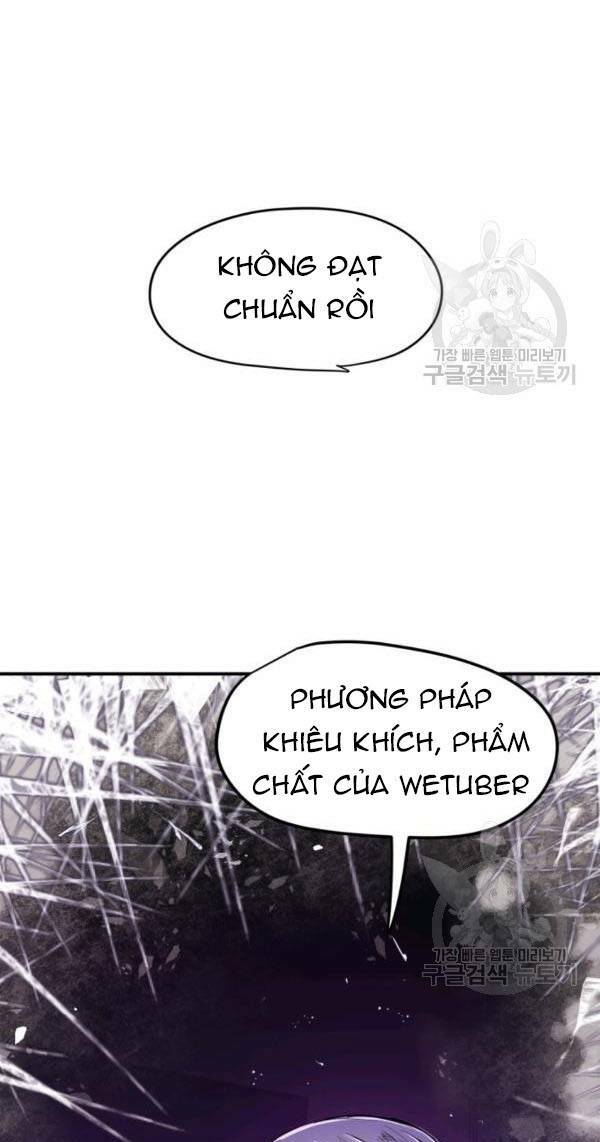 KHÔNG ĐẠT
CHUẨN RỒI
가장 빠른 웹툰 미리보기
구글검색 뉴토끼
PHƯƠNG PHÁP
KHIÊU KHÍCH, PHẨM
CHẤT CỦA WETUBER
가장 빠른 웹툰 미리보기
구글검색 뉴토끼